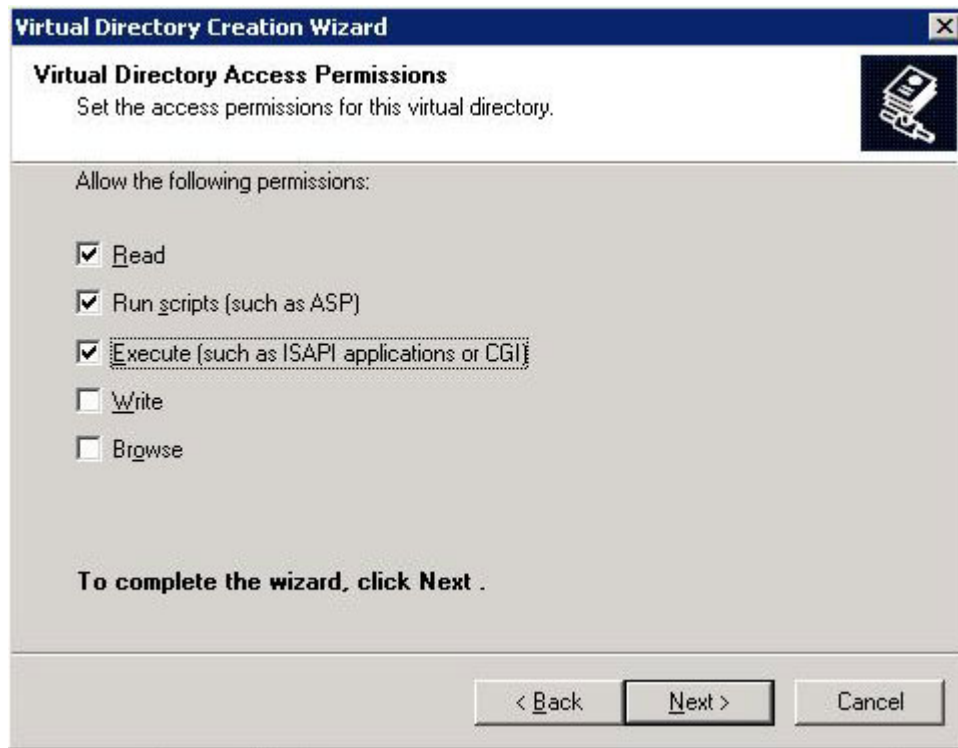 Virtual Directory Creation Wizard
Virtual Directory Access Permissions
Set the access permissions for this virtual directory.
Allow the following permissions:
Read
Run scripts (such as ASP)
Execute (such as ISAPI applications or CGI)
Write
Browse
To complete the wizard, click Next .
< Back Next > Cancel